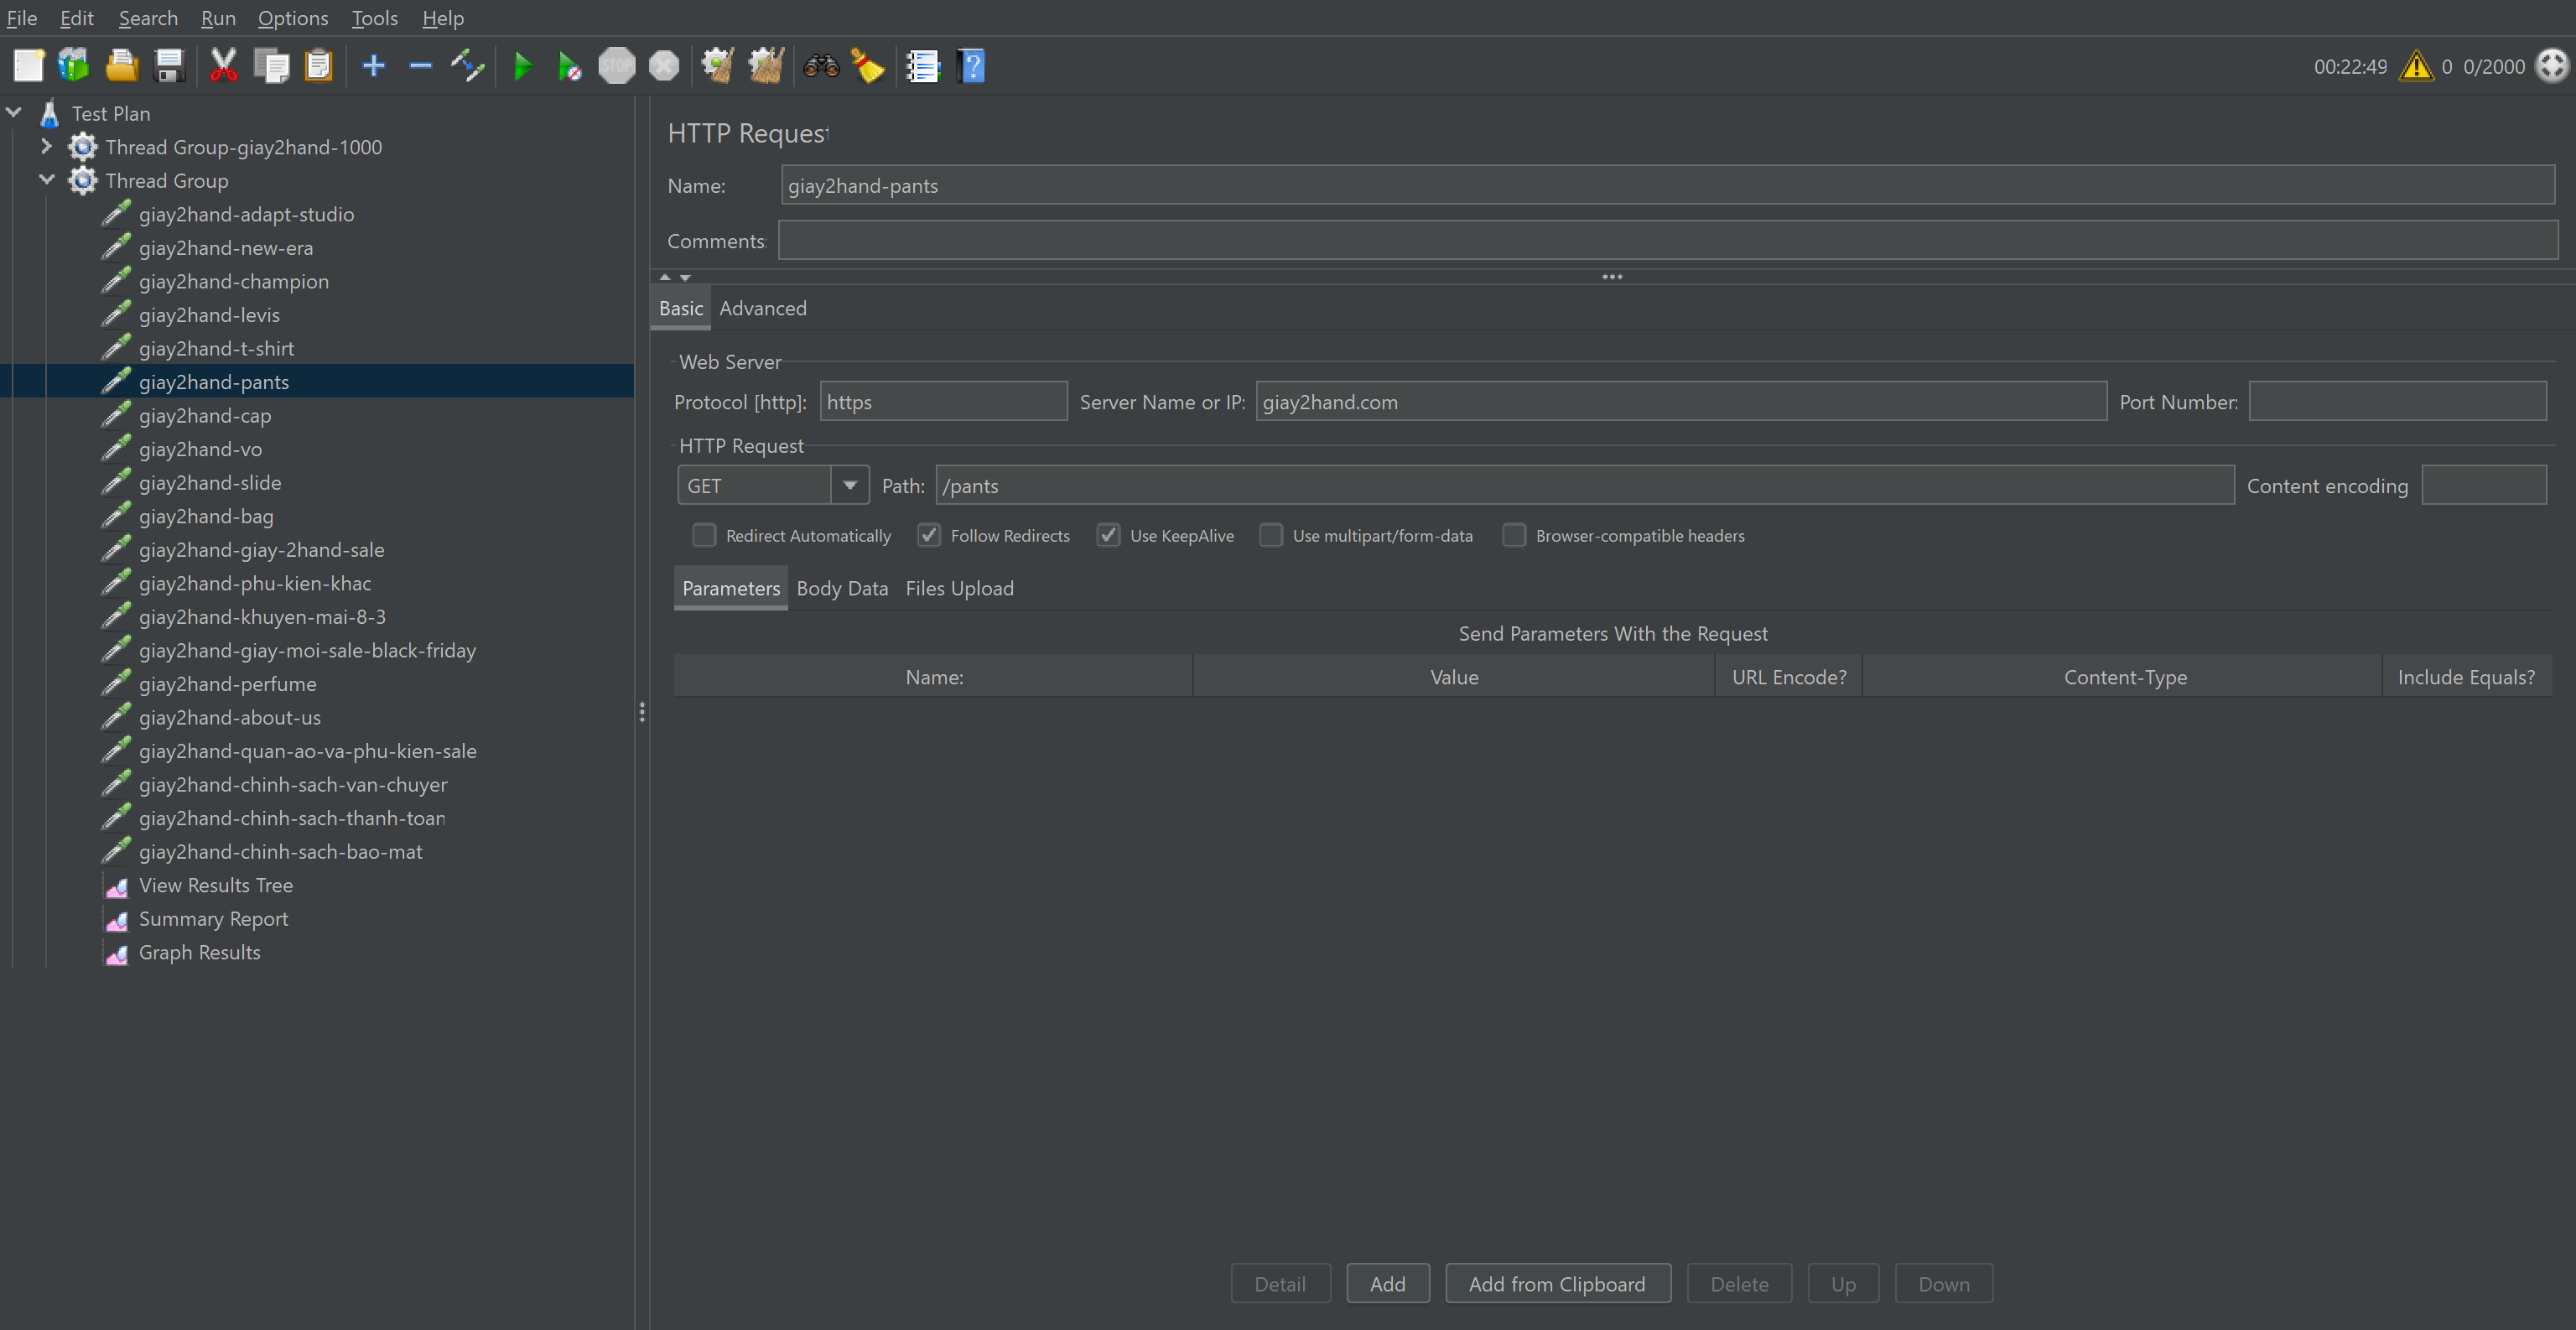 File Edit Search Run Options Tools Help
STOP
00:22:49 0 0/2000
Test Plan
Thread Group-giay2hand-1000
Thread Group
giay2hand-adapt-studio
giay2hand-new-era
giay2hand-champion
giay2hand-levis
giay2hand-t-shirt
giay2hand-pants
giay2hand-cap
giay2hand-vo
giay2hand-slide
giay2hand-bag
giay2hand-giay-2hand-sale
giay2hand-phu-kien-khac
giay2hand-khuyen-mai-8-3
giay2hand-giay-moi-sale-black-friday
giay2hand-perfume
giay2hand-about-us
giay2hand-quan-ao-va-phu-kien-sale
giay2hand-chinh-sach-van-chuyer
giay2hand-chinh-sach-thanh-toan
giay2hand-chinh-sach-bao-mat
View Results Tree
Summary Report
Graph Results
HTTP Request
Name: giay2hand-pants
Comments:
Basic Advanced
Web Server
Protocol [http]: https Server Name or IP: giay2hand.com Port Number:
HTTP Request
GET Path: /pants Content encoding
Redirect Automatically Follow Redirects Use KeepAlive Use multipart/form-data Browser-compatible headers
Parameters Body Data Files Upload
Send Parameters With the Request
Name: Value URL Encode? Content-Type Include Equals?
Detail Add Add from Clipboard Delete Up Down